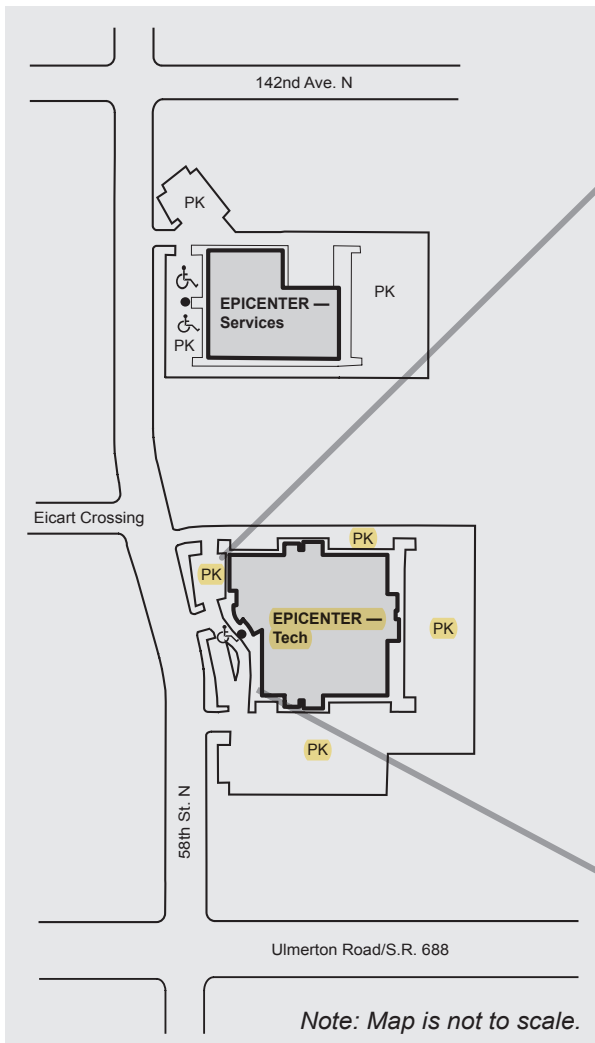 142nd Ave. N
PK
PK
EPICENTER —
Services
PK
Eicart Crossing
PK
PK
EPICENTER —
Tech
PK
PK
58th St. N
Ulmerton Road/S.R. 688
Note: Map is not to scale.